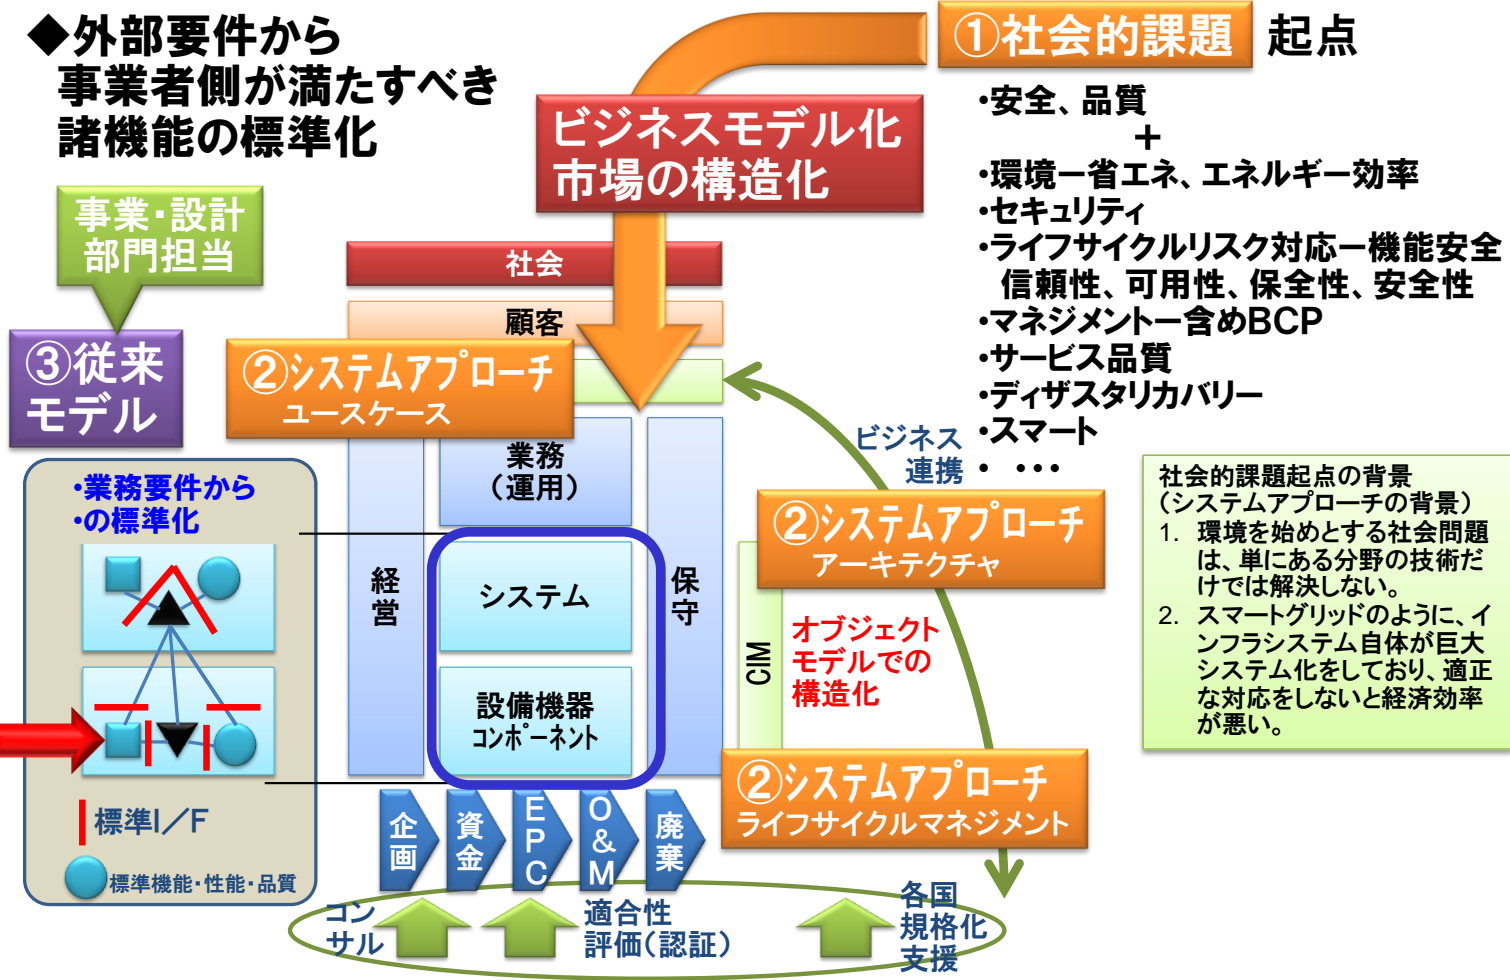 ◆外部要件から
事業者側が満たすべき
諸機能の標準化
①社会的課題
起点
・安全、品質
＋
・環境ー省エネ、エネルギー効率
・セキュリティ
・ライフサイクルリスク対応ー機能安全
信頼性、可用性、保全性、安全性
・マネジメントー含めBCP
・サービス品質
・ディザスタリカバリー
・スマート
・ ・・・
ビジネスモデル化
市場の構造化
事業・設計
部門担当
③従来
モデル
社会
顧客
②システムアプローチ
ユースケース
業務
（運用）
経営
システム
設備機器
コンポーネント
保守
・業務要件から
・の標準化
標準I／F
標準機能・性能・品質
ビジネス
連携
②システムアプローチ
アーキテクチャ
CIM
オブジェクト
モデルでの
構造化
②システムアプローチ
ライフサイクルマネジメント
社会的課題起点の背景
（システムアプローチの背景）
1. 環境を始めとする社会問題
は、単にある分野の技術だ
けでは解決しない。
2. スマートグリッドのように、イ
ンフラシステム自体が巨大
システム化をしており、適正
な対応をしないと経済効率
が悪い。
企画
資金
EPC
O&M
廃棄
コン
サル
適合性
評価（認証）
各国
規格化
支援